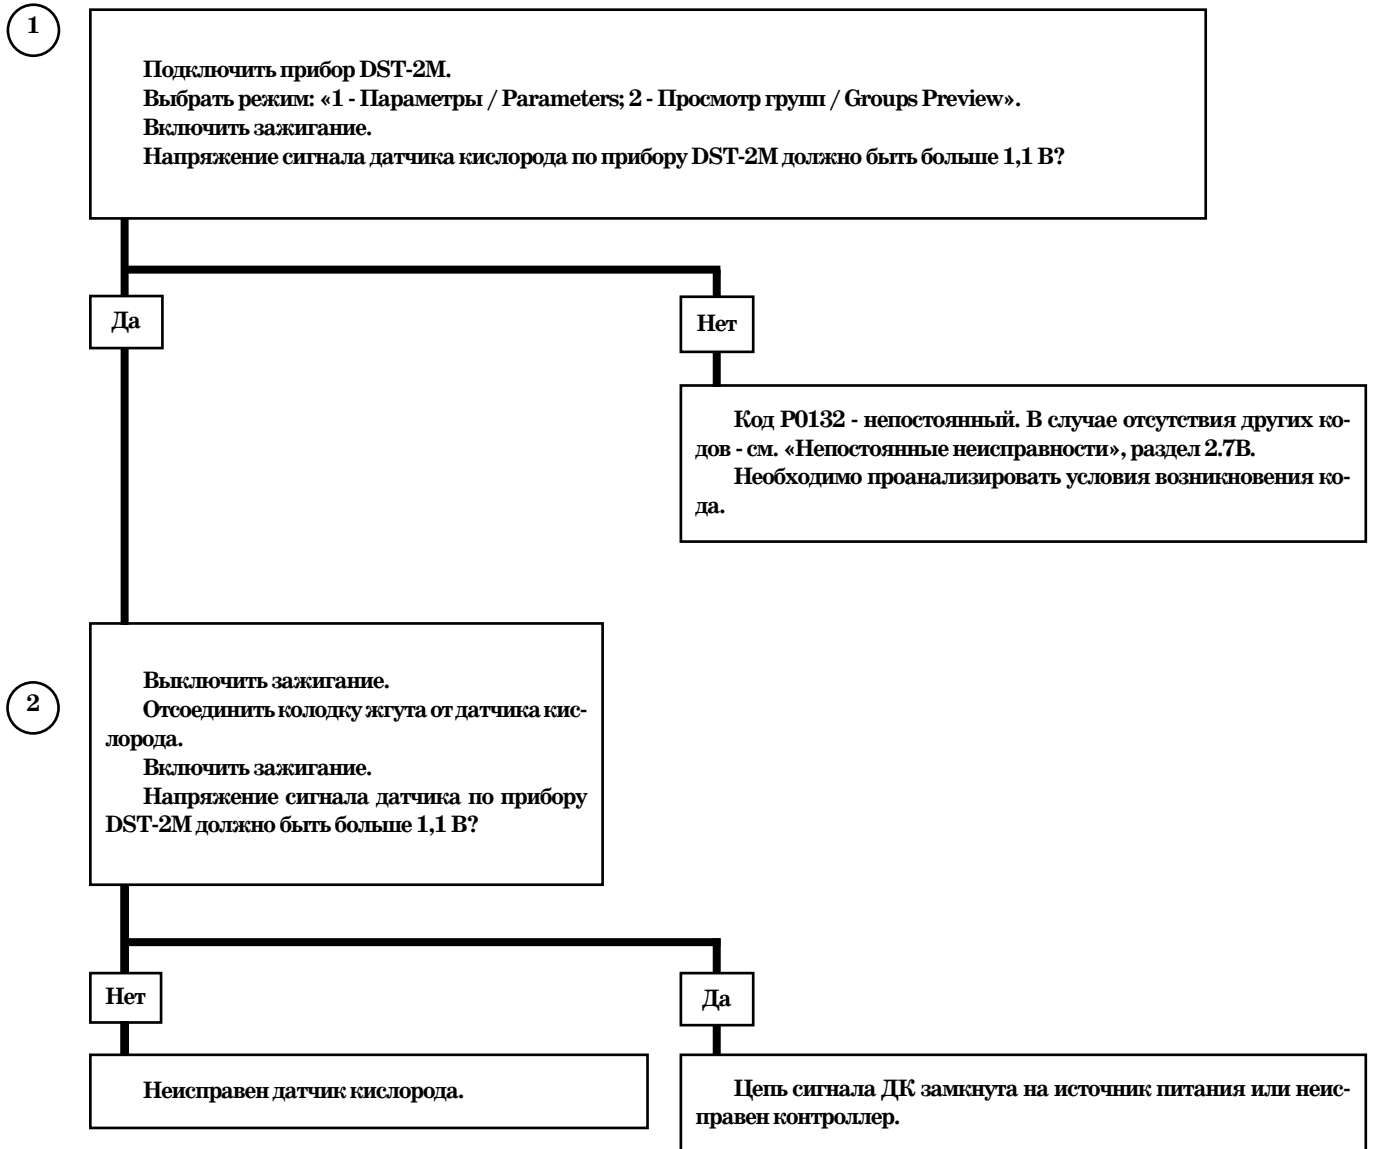 1
Подключить прибор DST-2М.
Выбрать режим: «1 - Параметры / Parameters; 2 - Просмотр групп / Groups Preview».
Включить зажигание.
Напряжение сигнала датчика кислорода по прибору DST-2М должно быть больше 1,1 В?
Да
Нет
Код Р0132 - непостоянный. В случае отсутствия других ко-
дов - см. «Непостоянные неисправности», раздел 2.7В.
Необходимо проанализировать условия возникновения ко-
да.
2
Выключить зажигание.
Отсоединить колодку жгута от датчика кис-
лорода.
Включить зажигание.
Напряжение сигнала датчика по прибору
DST-2М должно быть больше 1,1 В?
Нет
Да
Неисправен датчик кислорода.
Цепь сигнала ДК замкнута на источник питания или неис-
правен контроллер.